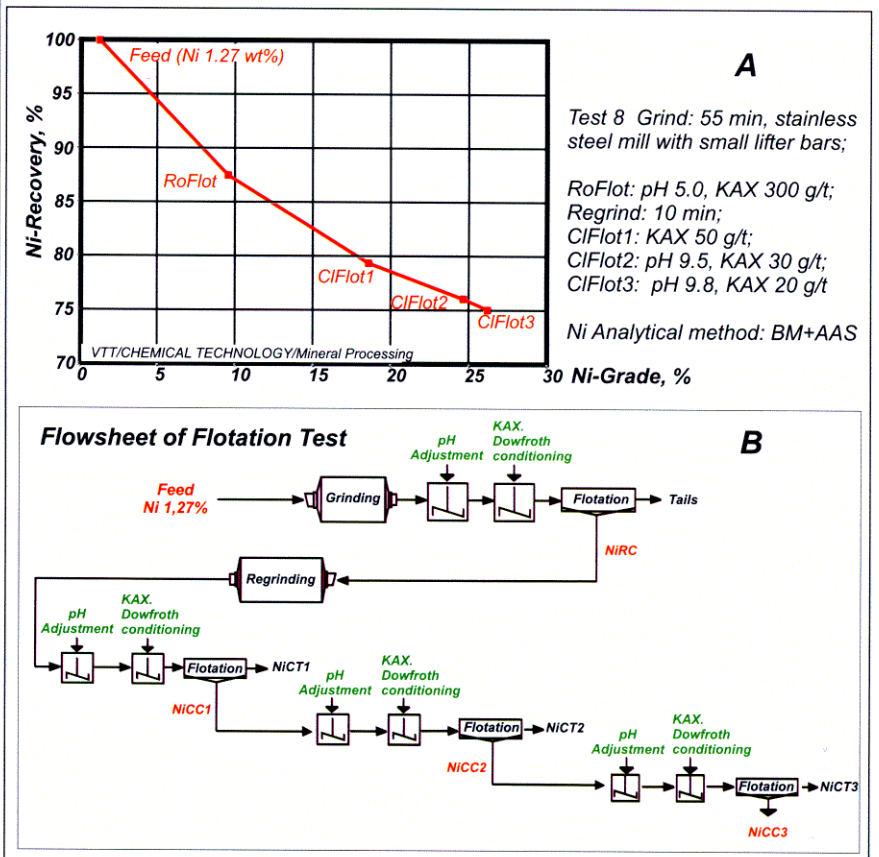 100
95
90
85
80
75
70
Ni-Recovery, %
Feed (Ni 1.27 wt%)
RoFlot
ClFlot1
ClFlot2
ClFlot3
VTT/CHEMICAL TECHNOLOGY/Mineral Processing
0 5 10 15 20 25 30 Ni-Grade, %
A
Test 8 Grind: 55 min, stainless
steel mill with small lifter bars;
RoFlot: pH 5.0, KAX 300 g/t;
Regrind: 10 min;
ClFlot1: KAX 50 g/t;
ClFlot2: pH 9.5, KAX 30 g/t;
ClFlot3: pH 9.8, KAX 20 g/t
Ni Analytical method: BM+AAS
Flowsheet of Flotation Test
B
Feed
Ni 1,27%
Grinding
pH
Adjustment
KAX.
Dowfroth
conditioning
Flotation
Tails
NiRC
Regrinding
pH
Adjustment
KAX.
Dowfroth
conditioning
Flotation
NiCT1
NiCC1
pH
Adjustment
KAX.
Dowfroth
conditioning
Flotation
NiCT2
NiCC2
pH
Adjustment
KAX.
Dowfroth
conditioning
Flotation
NiCT3
NiCC3